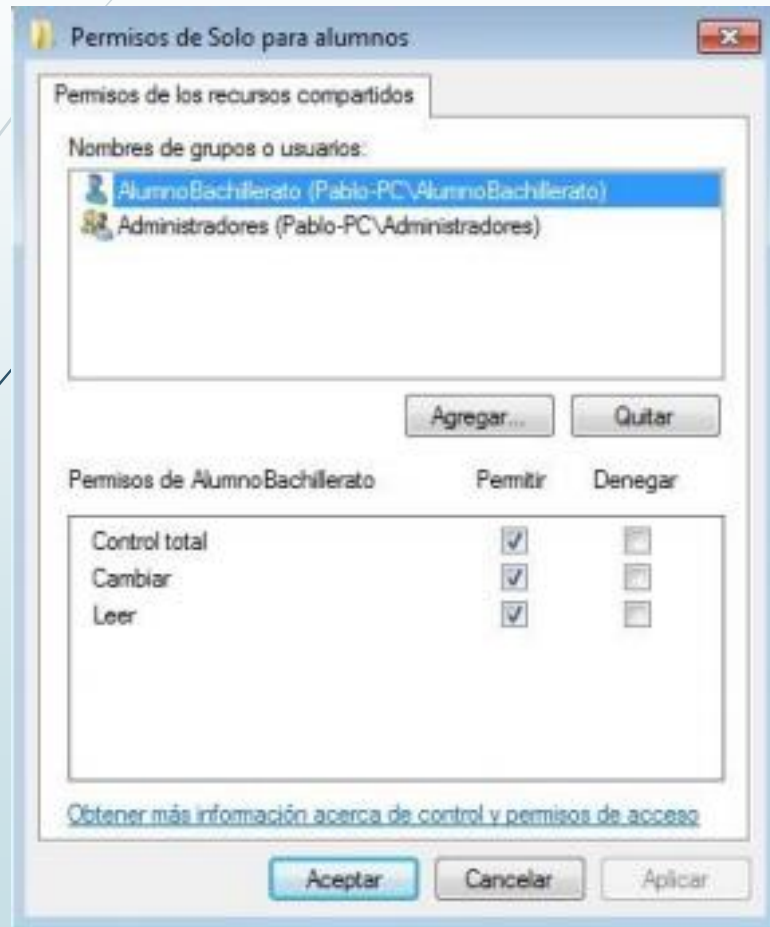 Permisos de Solo para alumnos
Permisos de los recursos compartidos
Nombres de grupos o usuarios:
AlumnoBachillerato (Pablo-PC\AlumnoBachillerato)
Administradores (Pablo-PC\Administradores)
Agregar... Quitar
Permisos de AlumnoBachillerato Permitir Denegar
Control total
Cambiar
Leer
Obtener más información acerca de control y permisos de acceso
Aceptar Cancelar Aplicar